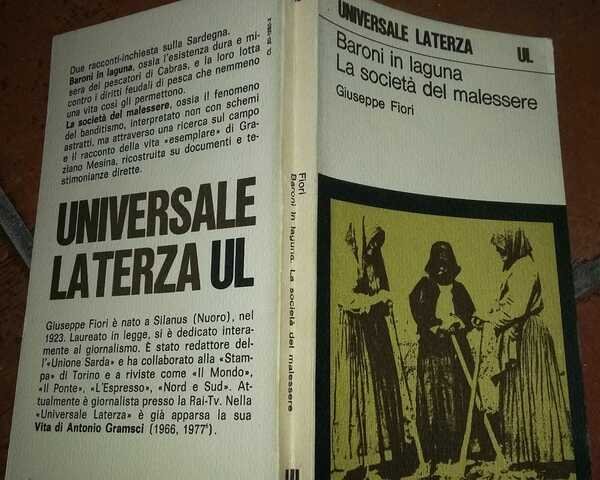 Due racconti-inchiesta sulla Sardegna.
Baroni in laguna, ossia l'esistenza dura e mi-
sera dei pescatori di Cabras, e la loro lotta
contro i diritti feudali di pesca che nemmeno
una vita così gli permettono.
La società del malessere, ossia il fenomeno
del banditismo, interpretato non con schemi
astratti, ma attraverso una ricerca sul campo
e il racconto della vita «esemplare» di Gra-
ziano Mesina, ricostruita su documenti e te-
stimonianze dirette.
UNIVERSALE
LATERZA UL
Giuseppe Fiori è nato a Silanus (Nuoro), nel
1923. Laureato in legge, si è dedicato intera-
mente al giornalismo. È stato redattore del-
l'«Unione Sarda» e ha collaborato alla «Stam-
pa» di Torino e a riviste come «Il Mondo»,
«Il Ponte», «L'Espresso», «Nord e Sud». At-
tualmente è giornalista presso la Rai-Tv. Nella
«Universale Laterza» è già apparsa la sua
Vita di Antonio Gramsci (1966, 1977⁶).
Fiori
Baroni in laguna. La società del malessere
UL
UNIVERSALE LATERZA UL
Baroni in laguna
La società del malessere
Giuseppe Fiori